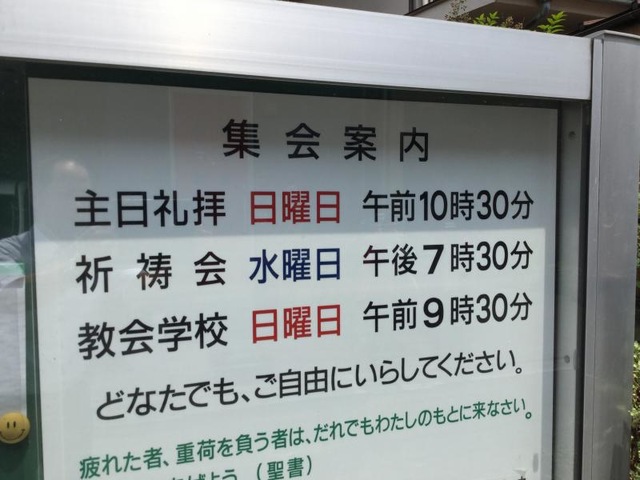 集会案内
主日礼拝 日曜日 午前10時30分
祈祷会 水曜日 午後7時30分
教会学校 日曜日 午前9時30分
どなたでも、ご自由にいらしてください。
疲れた者、重荷を負う者は、だれでもわたしのもとに来なさい。
げよう。(聖書)